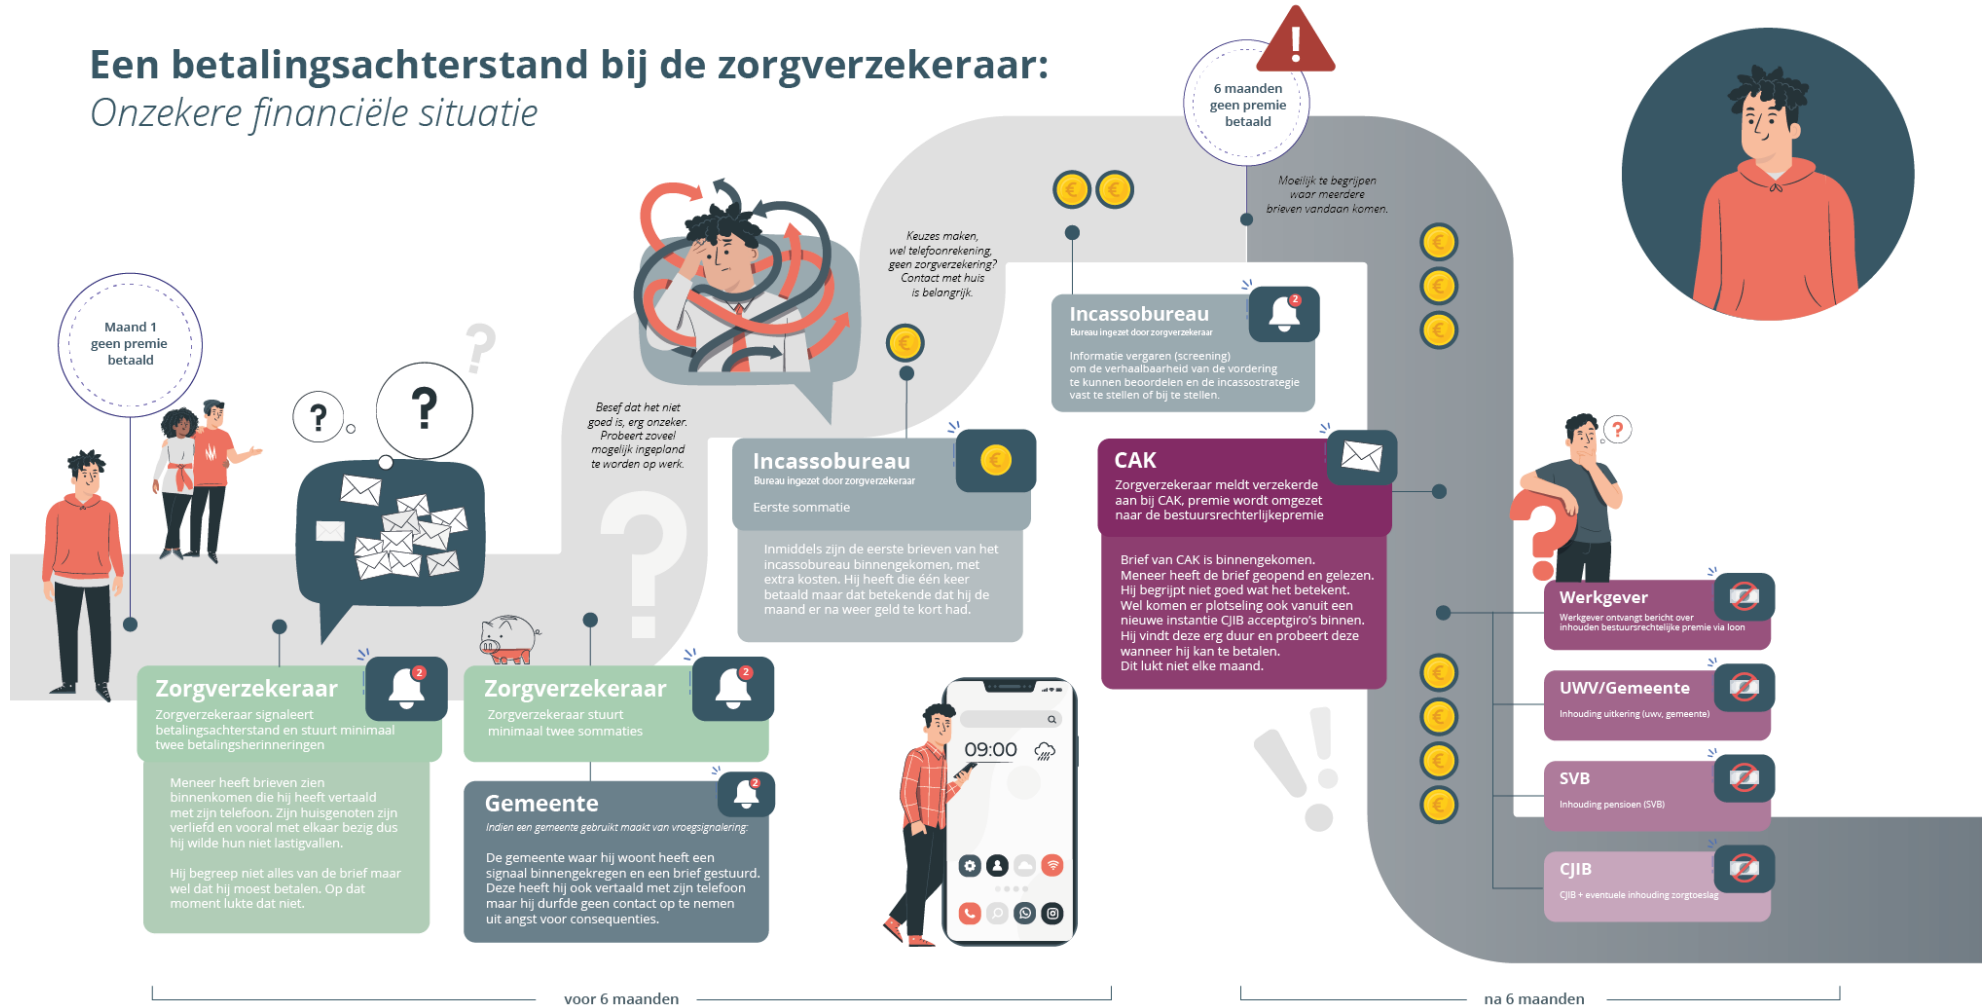 Een betalingsachterstand bij de zorgverzekeraar:
Onzekere financiële situatie
Maand 1
geen premie
betaald
?
?
?
Zorgverzekeraar
2
Zorgverzekeraar signaleert
betalingsachterstand en stuurt minimaal
twee betalingsherinneringen
Meneer heeft brieven zien
binnenkomen die hij heeft vertaald
met zijn telefoon. Zijn huisgenoten zijn
verliefd en vooral met elkaar bezig dus
hij wilde hun niet lastigvallen.
Hij begreep niet alles van de brief maar
wel dat hij moest betalen. Op dat
moment lukte dat niet.
Besef dat het niet
goed is, erg onzeker.
Probeert zoveel
mogelijk ingepland
te worden op werk.
?
Zorgverzekeraar
2
Zorgverzekeraar stuurt
minimaal twee sommaties
Gemeente
2
Indien een gemeente gebruikt maakt van vroegsignalering:
De gemeente waar hij woont heeft een
signaal binnengekregen en een brief gestuurd.
Deze heeft hij ook vertaald met zijn telefoon
maar hij durfde geen contact op te nemen
uit angst voor consequenties.
Keuzes maken,
wel telefoonrekening,
geen zorgverzekering?
Contact met huis
is belangrijk.
€
Incassobureau
Bureau ingezet door zorgverzekeraar
€
Eerste sommatie
Inmiddels zijn de eerste brieven van het
incassobureau binnengekomen, met
extra kosten. Hij heeft die één keer
betaald maar dat betekende dat hij de
maand er na weer geld te kort had.
09:00
€ €
Incassobureau
2
Bureau ingezet door zorgverzekeraar
Informatie vergaren (screening)
om de verhaalbaarheid van de vordering
te kunnen beoordelen en de incassostrategie
vast te stellen of bij te stellen.
!
6 maanden
geen premie
betaald
Moeilijk te begrijpen
waar meerdere
brieven vandaan komen.
€
€
€
CAK
Zorgverzekeraar meldt verzekerde
aan bij CAK, premie wordt omgezet
naar de bestuursrechterlijkepremie
Brief van CAK is binnengekomen.
Meneer heeft de brief geopend en gelezen.
Hij begrijpt niet goed wat het betekent.
Wel komen er plotseling ook vanuit een
nieuwe instantie CJIB acceptgiro's binnen.
Hij vindt deze erg duur en probeert deze
wanneer hij kan te betalen.
Dit lukt niet elke maand.
!!
€
€
€
€
?
?
Werkgever
Werkgever ontvangt bericht over
inhouden bestuursrechtelijke premie via loon
UWV/Gemeente
Inhouding uitkering (uwv, gemeente)
SVB
Inhouding pensioen (SVB)
CJIB
CJIB + eventuele inhouding zorgtoeslag
voor 6 maanden
na 6 maanden